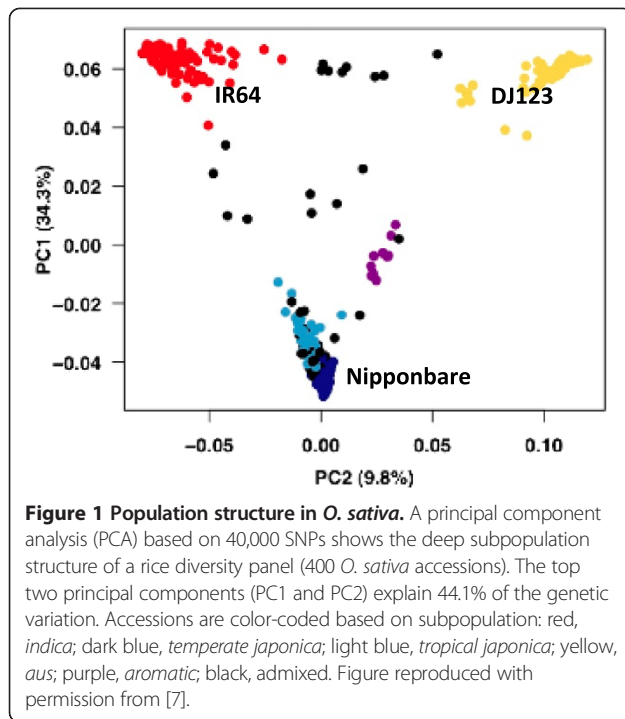 0.06
0.04
0.02
0.00
−0.02
−0.04
PC1 (34.3%)
IR64
DJ123
Nipponbare
−0.05
0.00
0.05
0.10
PC2 (9.8%)
Figure 1 Population structure in O. sativa. A principal component
analysis (PCA) based on 40,000 SNPs shows the deep subpopulation
structure of a rice diversity panel (400 O. sativa accessions). The top
two principal components (PC1 and PC2) explain 44.1% of the genetic
variation. Accessions are color-coded based on subpopulation: red,
indica; dark blue, temperate japonica; light blue, tropical japonica; yellow,
aus; purple, aromatic; black, admixed. Figure reproduced with
permission from [7].